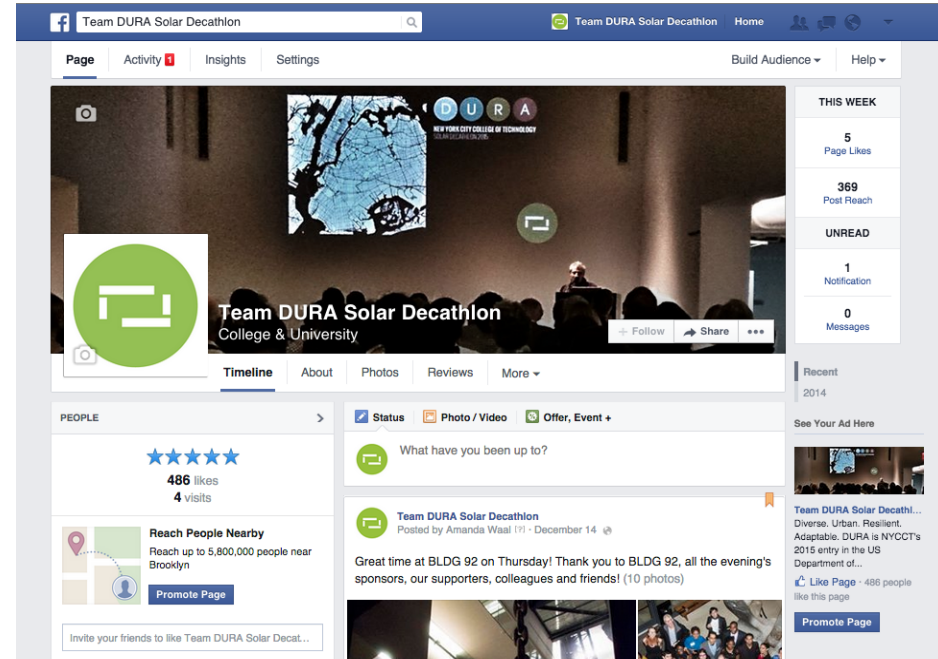 Team DURA Solar Decathlon
Team DURA Solar Decathlon Home
Page Activity 1 Insights Settings Build Audience Help
D U R A
NEW YORK CITY COLLEGE OF TECHNOLOGY
SOLAR DECATHLON 2015
Team DURA Solar Decathlon
College & University
+ Follow Share •••
Timeline About Photos Reviews More
THIS WEEK
5
Page Likes
369
Post Reach
UNREAD
1
Notification
0
Messages
Recent
2014
See Your Ad Here
Team DURA Solar Decathl...
Diverse. Urban. Resilient.
Adaptable. DURA is NYCCT's
2015 entry in the US
Department of...
Like Page · 486 people
like this page
Promote Page
PEOPLE
486 likes
4 visits
Reach People Nearby
Reach up to 5,800,000 people near
Brooklyn
Promote Page
Invite your friends to like Team DURA Solar Decat...
Status Photo / Video Offer, Event +
What have you been up to?
Team DURA Solar Decathlon
Posted by Amanda Waal [?] · December 14
Great time at BLDG 92 on Thursday! Thank you to BLDG 92, all the evening's
sponsors, our supporters, colleagues and friends! (10 photos)